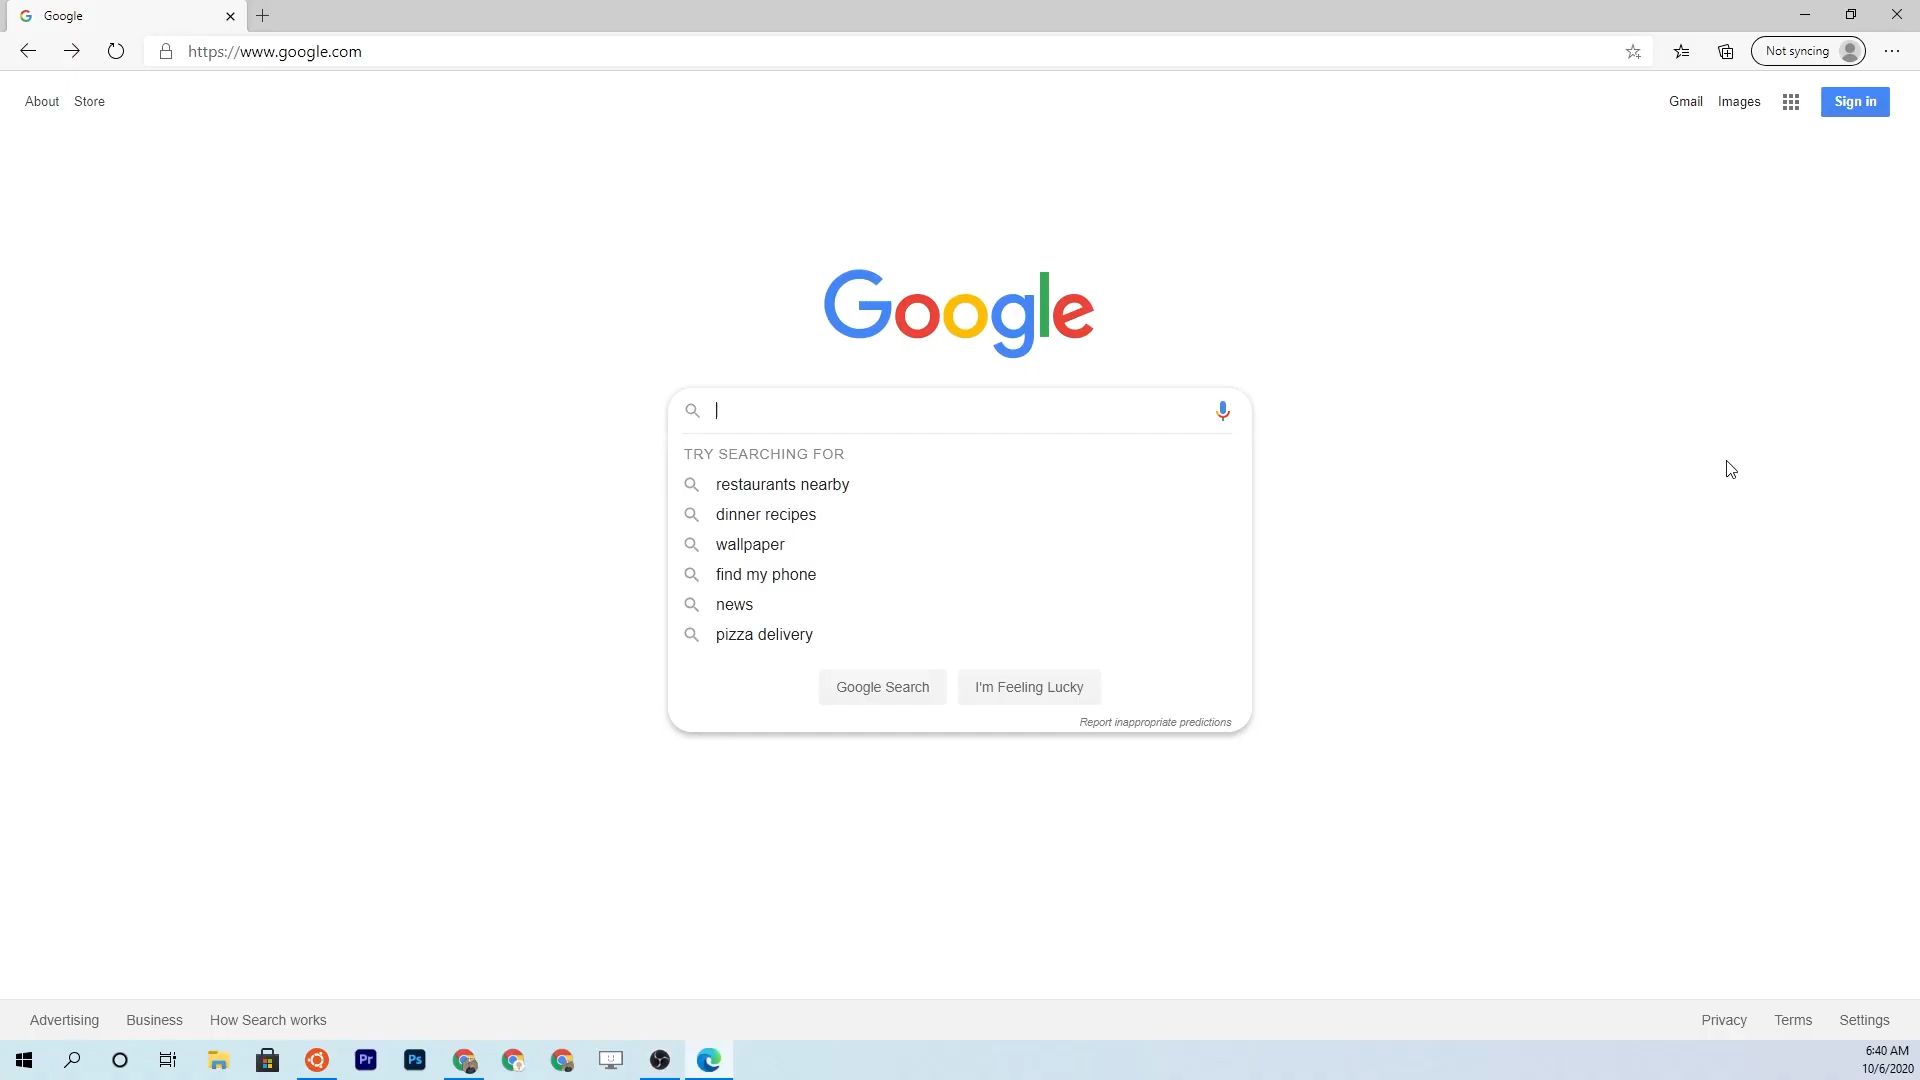 Google
https://www.google.com
Not syncing
About Store
Gmail Images Sign in
Google
TRY SEARCHING FOR
restaurants nearby
dinner recipes
wallpaper
find my phone
news
pizza delivery
Google Search I'm Feeling Lucky
Report inappropriate predictions
Advertising Business How Search works
Privacy Terms Settings
Pr Ps
6:40 AM
10/6/2020